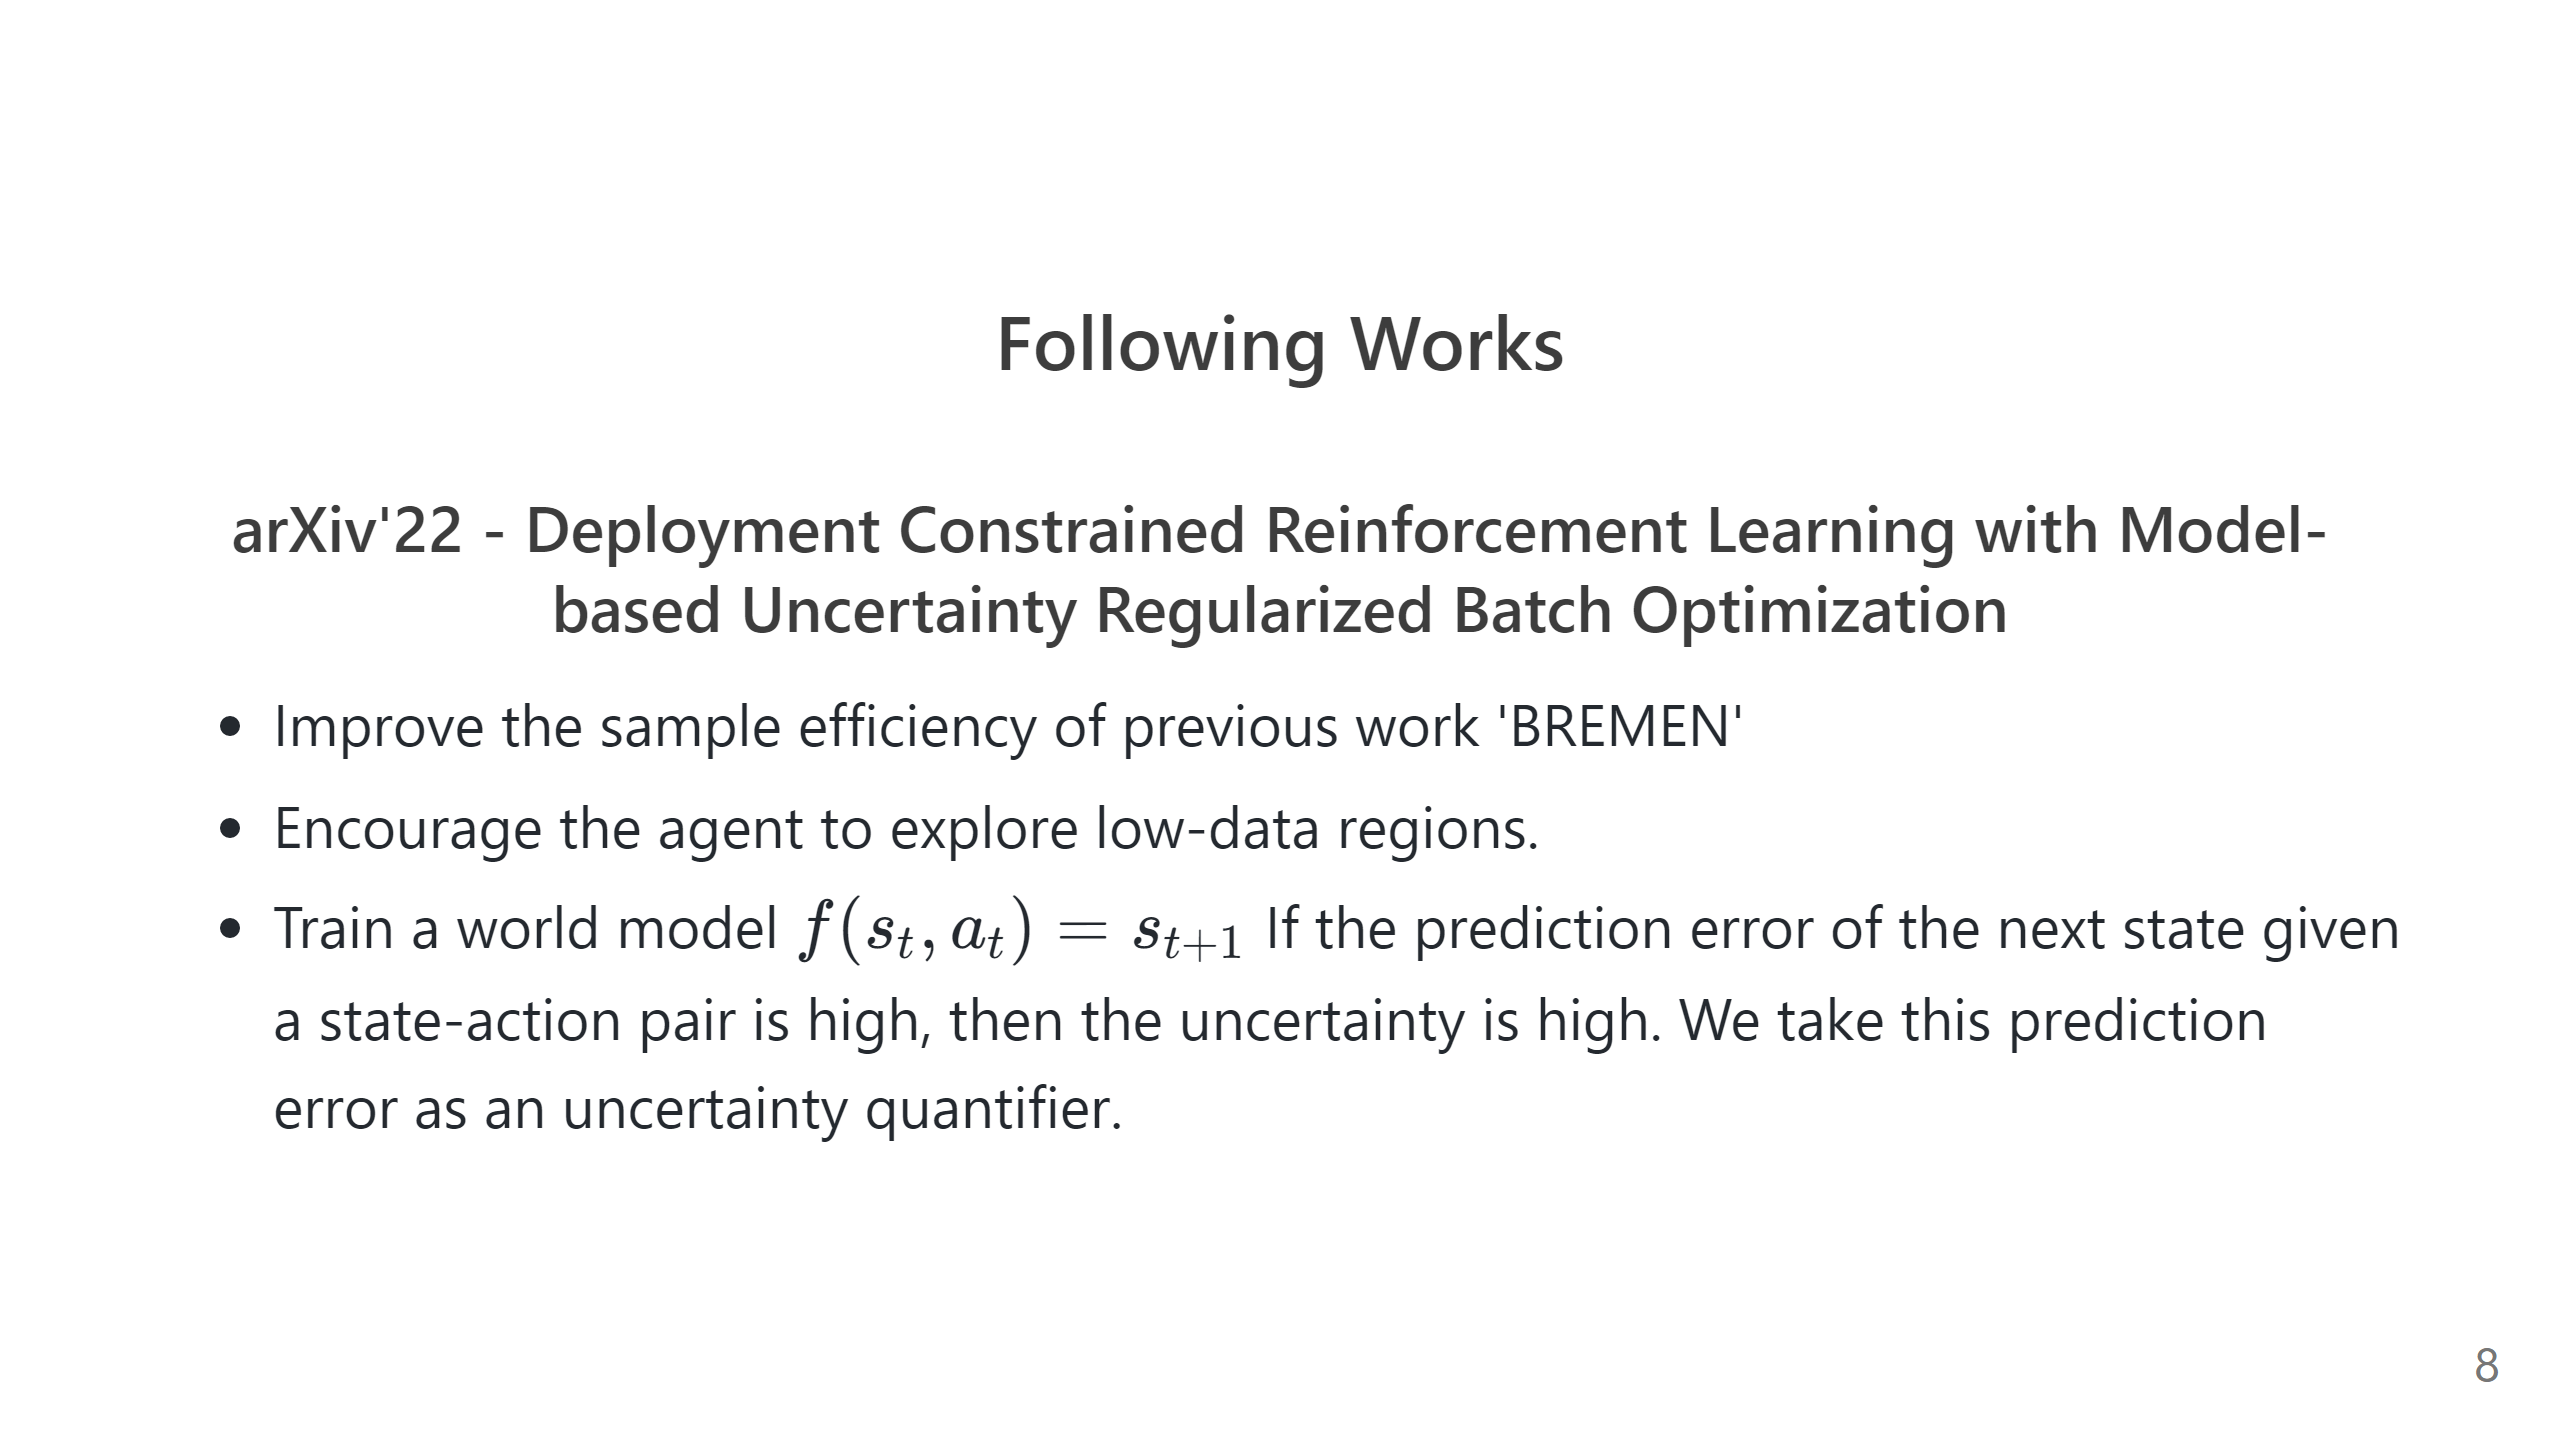 Following Works
arXiv'22 - Deployment Constrained Reinforcement Learning with Model-
based Uncertainty Regularized Batch Optimization
• Improve the sample efficiency of previous work 'BREMEN'
• Encourage the agent to explore low-data regions.
• Train a world model f(s_t, a_t) = s_{t+1} If the prediction error of the next state given
a state-action pair is high, then the uncertainty is high. We take this prediction
error as an uncertainty quantifier.
8